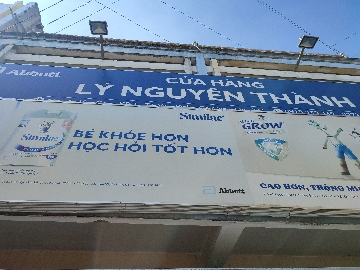 Abbott
CỬA HÀNG
LÝ NGUYÊN THÀNH
Similac
BÉ KHỎE HƠN
HỌC HỎI TỐT HƠN
Similac
Abbott
GROW
CAO HƠN, TRÔNG